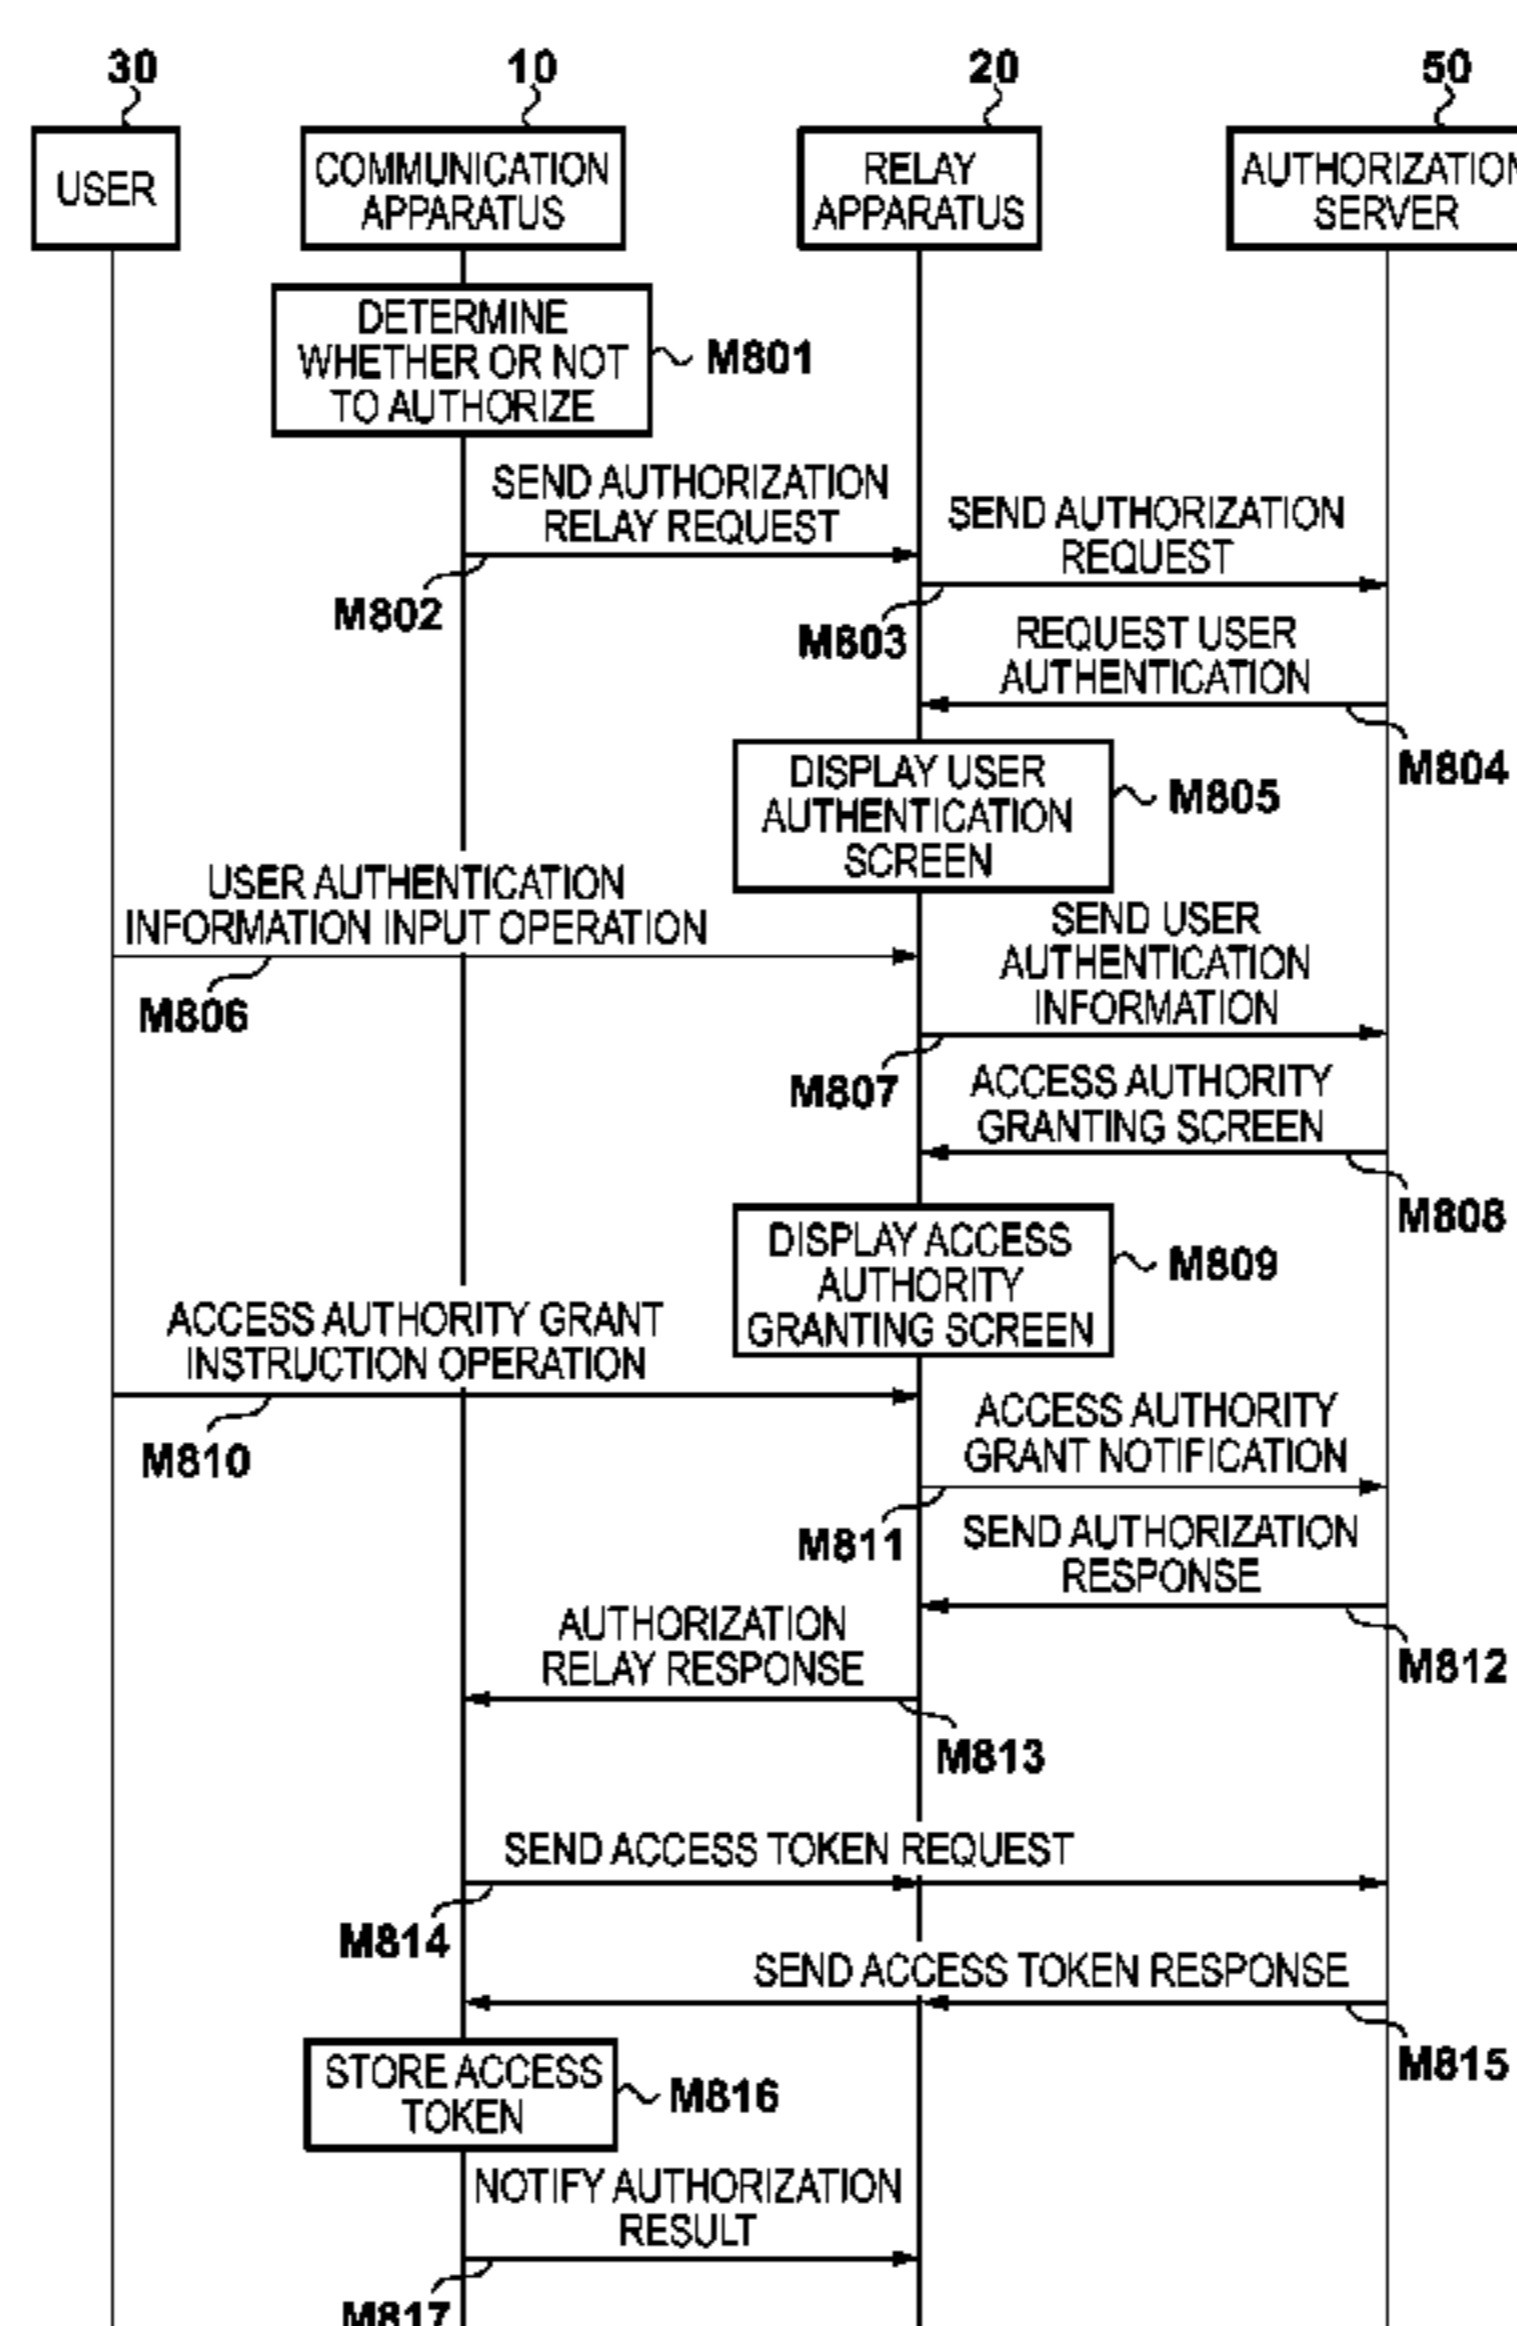 30
10
20
50
USER
COMMUNICATION
APPARATUS
RELAY
APPARATUS
AUTHORIZATION
SERVER
DETERMINE
WHETHER OR NOT
TO AUTHORIZE
M801
SEND AUTHORIZATION
RELAY REQUEST
M802
SEND AUTHORIZATION
REQUEST
M803
REQUEST USER
AUTHENTICATION
M804
DISPLAY USER
AUTHENTICATION
SCREEN
M805
USER AUTHENTICATION
INFORMATION INPUT OPERATION
M806
SEND USER
AUTHENTICATION
INFORMATION
M807
ACCESS AUTHORITY
GRANTING SCREEN
M808
DISPLAY ACCESS
AUTHORITY
GRANTING SCREEN
M809
ACCESS AUTHORITY GRANT
INSTRUCTION OPERATION
M810
ACCESS AUTHORITY
GRANT NOTIFICATION
M811
SEND AUTHORIZATION
RESPONSE
M812
AUTHORIZATION
RELAY RESPONSE
M813
SEND ACCESS TOKEN REQUEST
M814
SEND ACCESS TOKEN RESPONSE
M815
STORE ACCESS
TOKEN
M816
NOTIFY AUTHORIZATION
RESULT
M817